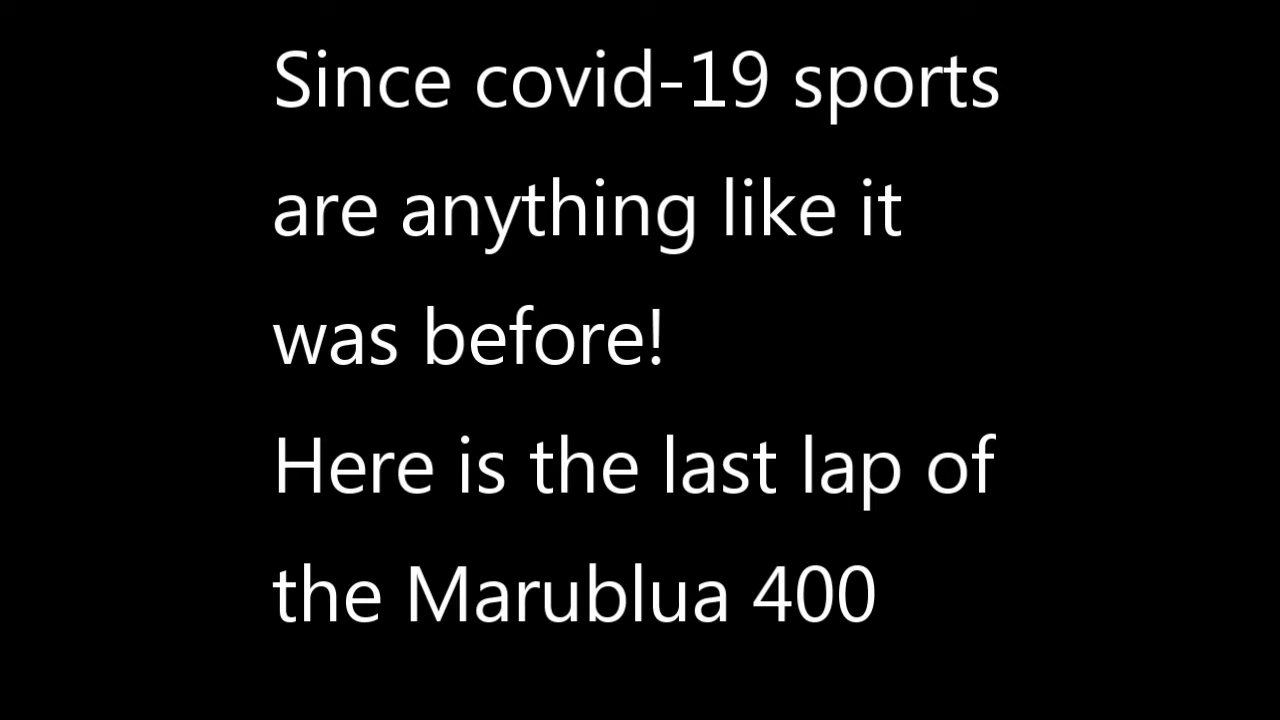 Since covid-19 sports
are anything like it
was before!
Here is the last lap of
the Marublua 400